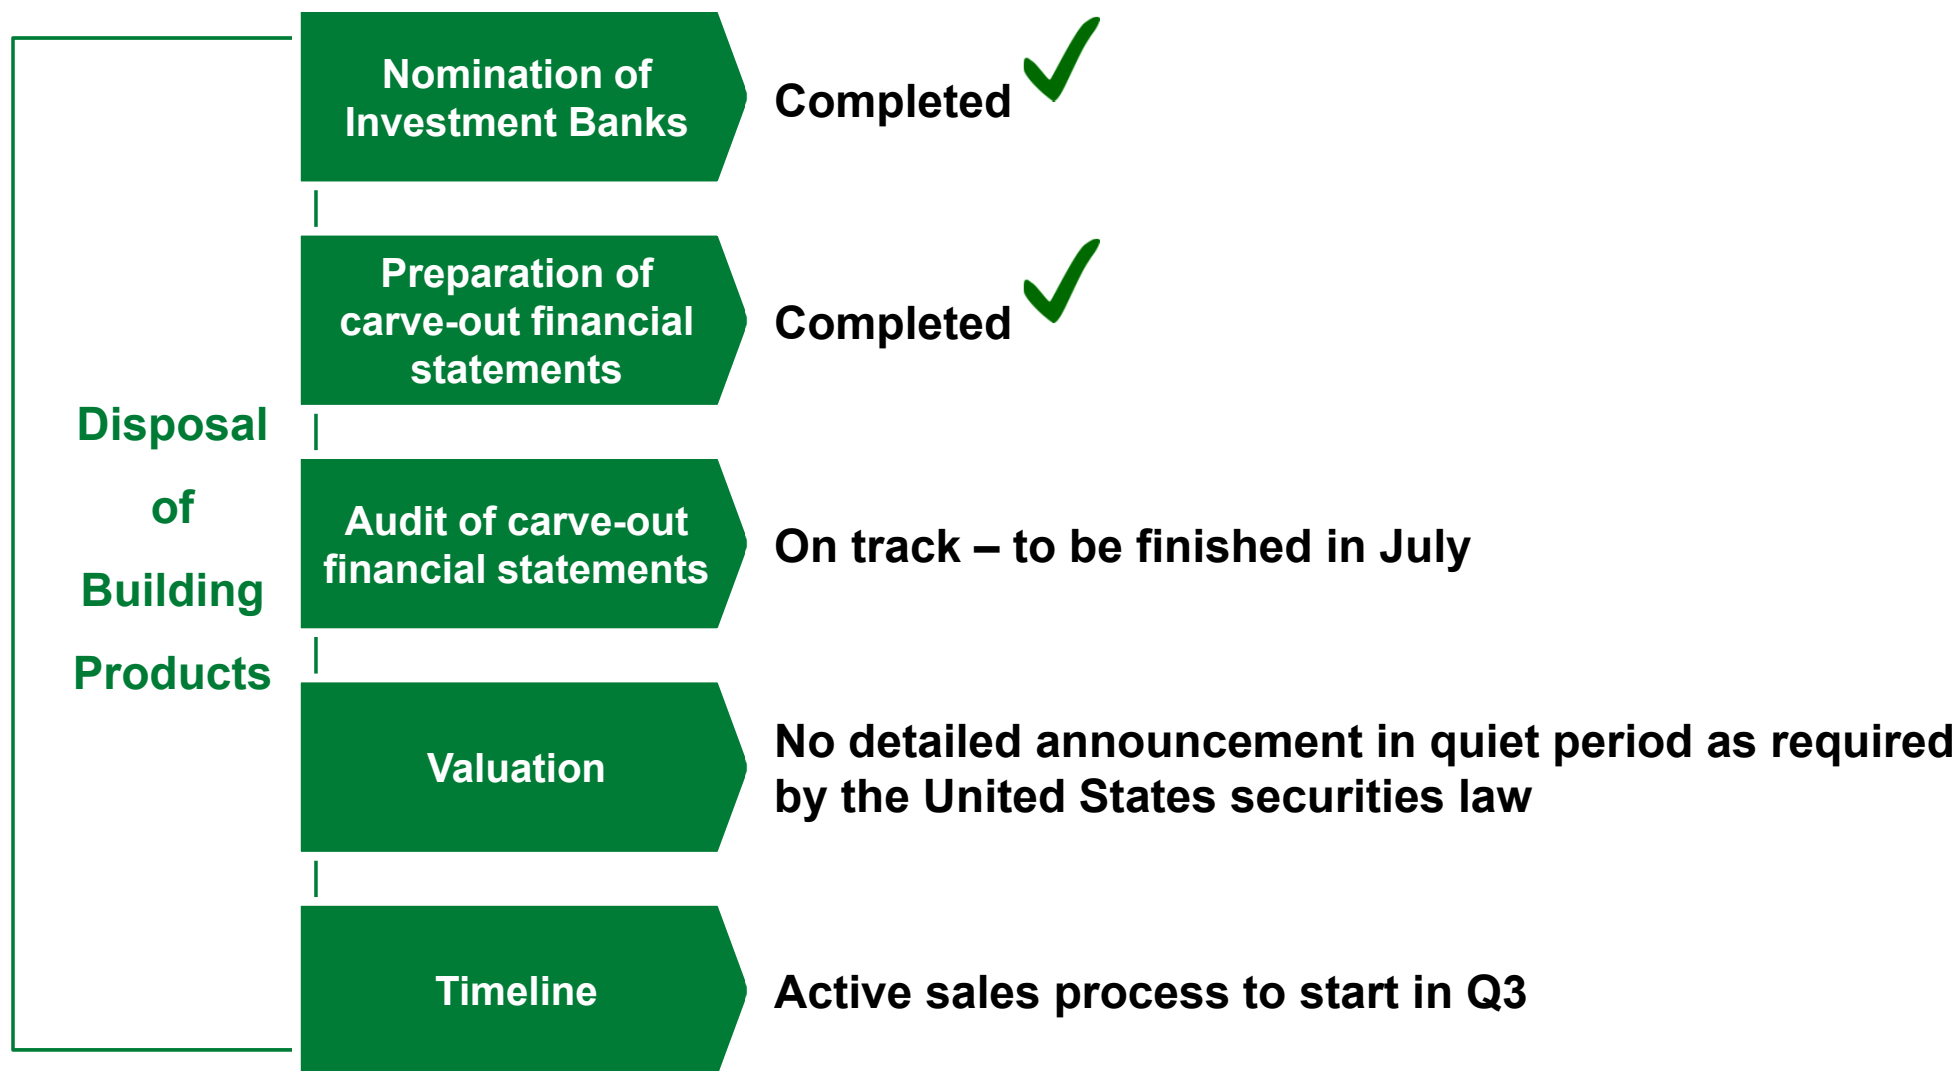 Disposal
of
Building
Products
Nomination of
Investment Banks
Completed
Preparation of
carve-out financial
statements
Completed
Audit of carve-out
financial statements
On track – to be finished in July
Valuation
No detailed announcement in quiet period as required
by the United States securities law
Timeline
Active sales process to start in Q3